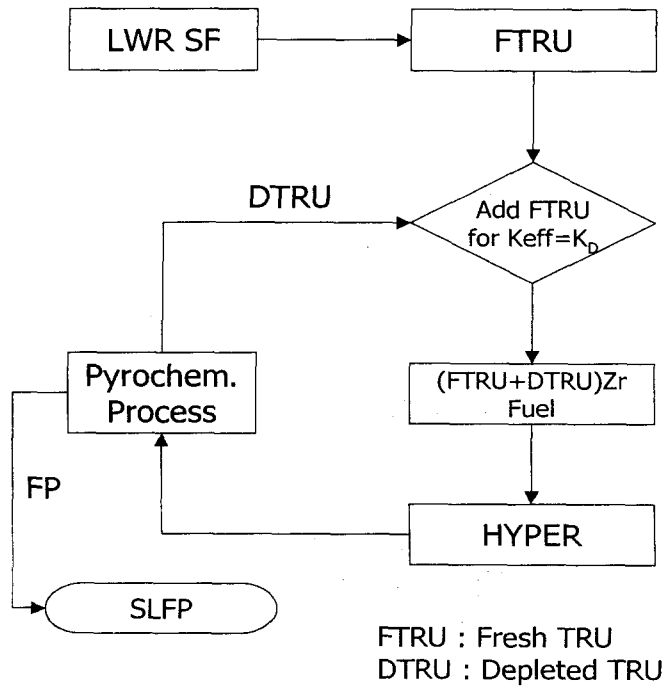 LWR SF
FTRU
DTRU
Add FTRU
for Keff=K_D
Pyrochem.
Process
(FTRU+DTRU)Zr
Fuel
FP
HYPER
SLFP
FTRU : Fresh TRU
DTRU : Depleted TRU